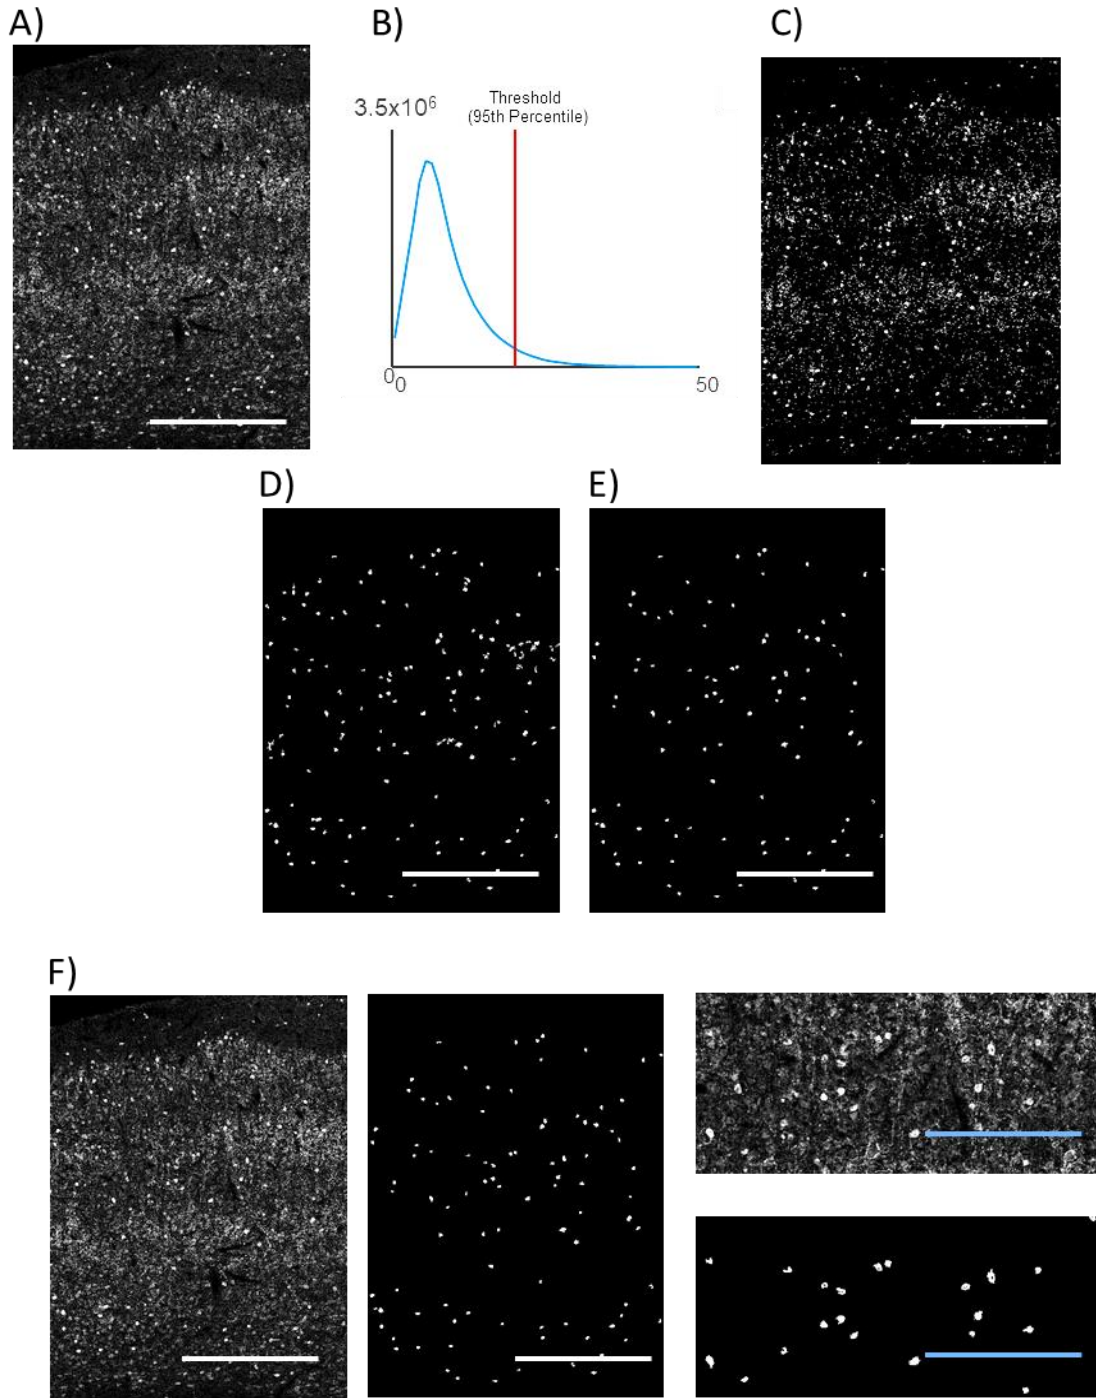 A)
B)
C)
3.5x10⁶
Threshold
(95th Percentile)
0
0
50
D)
E)
F)